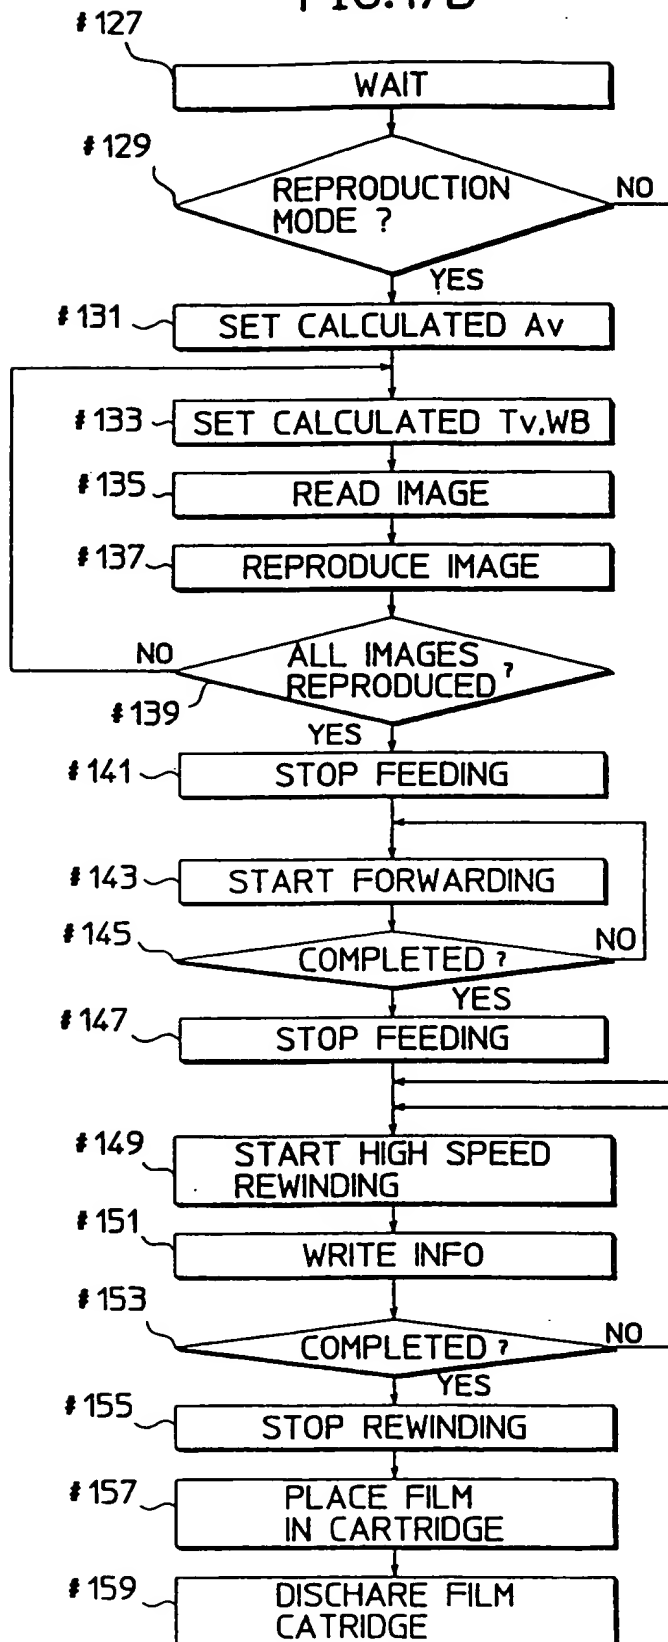 #127
WAIT
#129
REPRODUCTION
MODE ?
NO
YES
#131
SET CALCULATED Av
#133
SET CALCULATED Tv,WB
#135
READ IMAGE
#137
REPRODUCE IMAGE
NO
ALL IMAGES
REPRODUCED ?
#139
YES
#141
STOP FEEDING
#143
START FORWARDING
#145
COMPLETED ?
NO
YES
#147
STOP FEEDING
#149
START HIGH SPEED
REWINDING
#151
WRITE INFO
#153
COMPLETED ?
NO
YES
#155
STOP REWINDING
#157
PLACE FILM
IN CARTRIDGE
#159
DISCHARE FILM
CATRIDGE